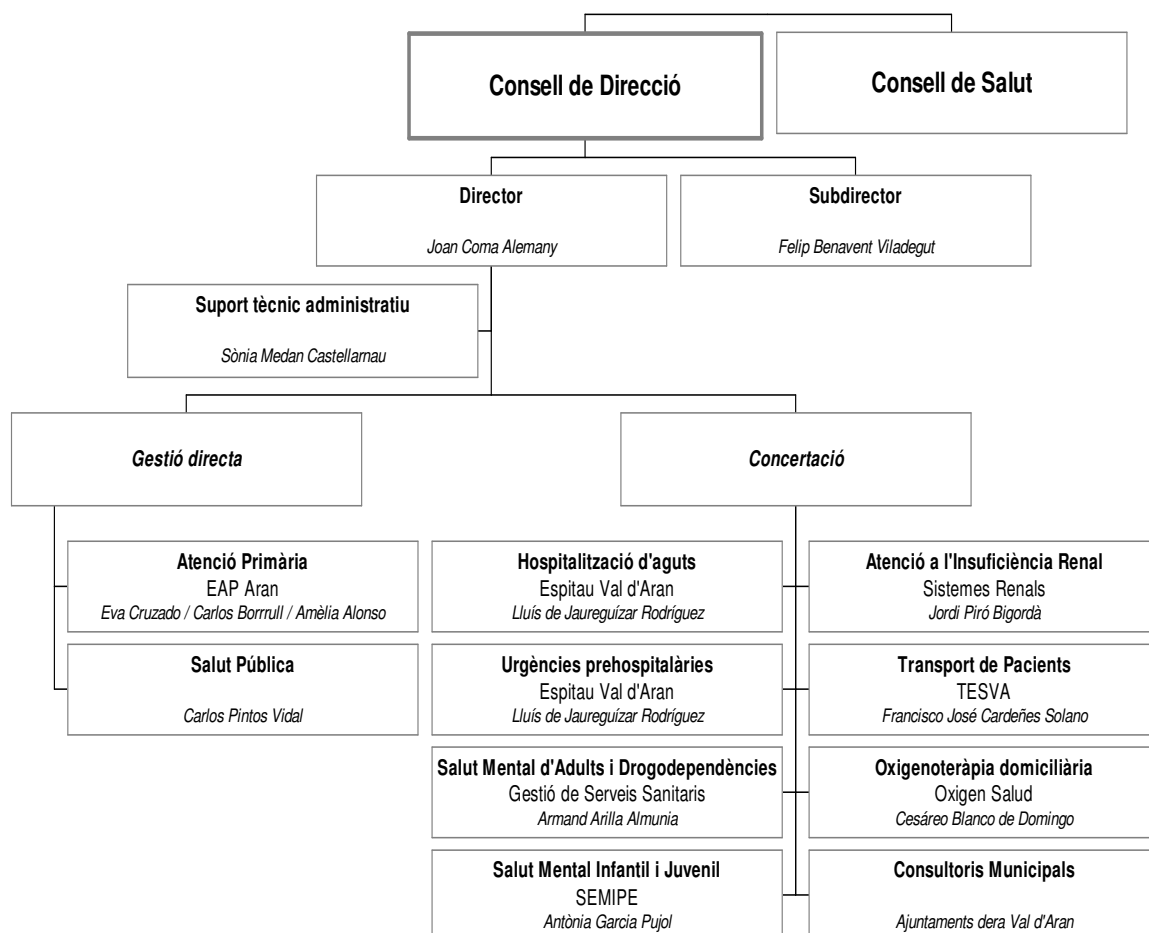 Consell de Direcció
Consell de Salut
Director
Joan Coma Alemany
Subdirector
Felip Benavent Viladegut
Suport tècnic administratiu
Sònia Medan Castellarnau
Gestió directa
Concertació
Atenció Primària
EAP Aran
Eva Cruzado / Carlos Borrrull / Amèlia Alonso
Salut Pública
Carlos Pintos Vidal
Hospitalització d'aguts
Espitau Val d'Aran
Lluís de Jaureguízar Rodríguez
Atenció a l'Insuficiència Renal
Sistemes Renals
Jordi Piró Bigordà
Urgències prehospitalàries
Espitau Val d'Aran
Lluís de Jaureguízar Rodríguez
Transport de Pacients
TESVA
Francisco José Cardeñes Solano
Salut Mental d'Adults i Drogodependències
Gestió de Serveis Sanitaris
Armand Arilla Almunia
Oxigenoteràpia domiciliària
Oxigen Salud
Cesáreo Blanco de Domingo
Salut Mental Infantil i Juvenil
SEMIPE
Antònia Garcia Pujol
Consultoris Municipals
Ajuntaments dera Val d'Aran